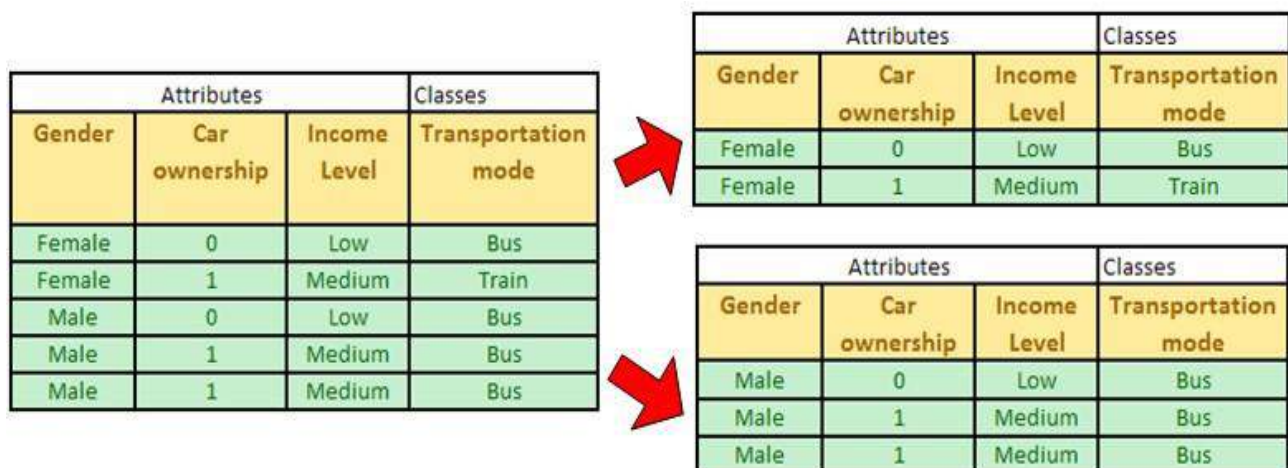 Attributes Classes
Gender Car ownership Income Level Transportation mode
Female 0 Low Bus
Female 1 Medium Train
Male 0 Low Bus
Male 1 Medium Bus
Male 1 Medium Bus
Attributes Classes
Gender Car ownership Income Level Transportation mode
Female 0 Low Bus
Female 1 Medium Train
Attributes Classes
Gender Car ownership Income Level Transportation mode
Male 0 Low Bus
Male 1 Medium Bus
Male 1 Medium Bus